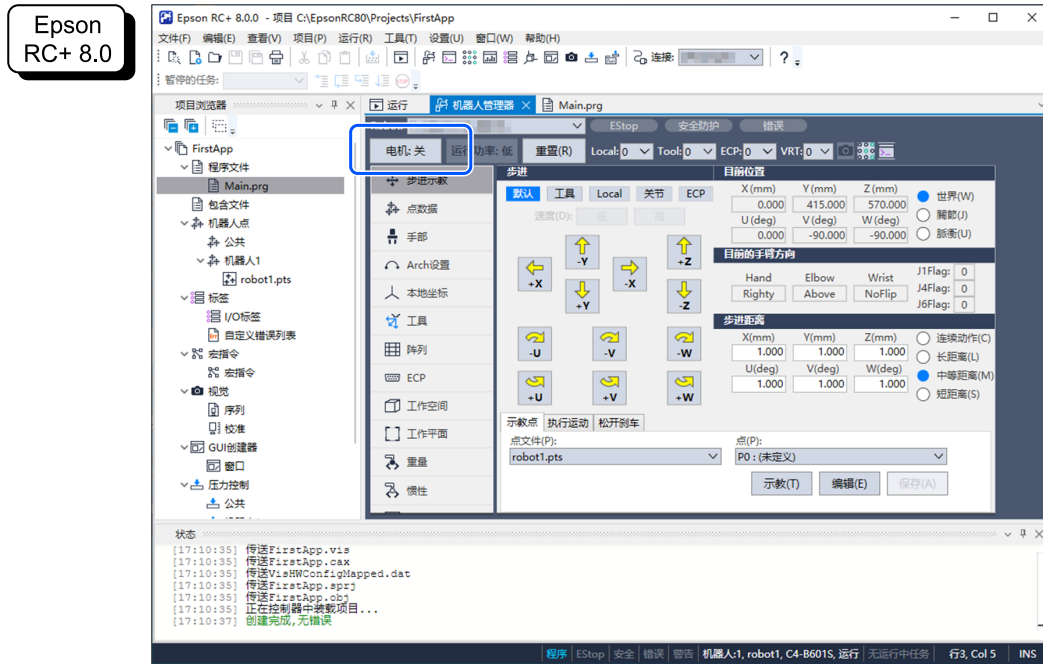 Epson
RC+ 8.0
Epson RC+ 8.0.0 - 项目 C:\EpsonRC80\Projects\FirstApp
文件(F) 编辑(E) 查看(V) 项目(P) 运行(R) 工具(T) 设置(U) 窗口(W) 帮助(H)
连接:
?
暂停的任务:
项目浏览器
运行 机器人管理器 Main.prg
EStop 安全防护 错误
电机: 关 运行功率: 低 重置(R) Local: 0 Tool: 0 ECP: 0 VRT: 0
FirstApp
程序文件
Main.prg
包含文件
机器人点
公共
机器人1
robot1.pts
标签
I/O标签
自定义错误列表
宏指令
宏指令
视觉
序列
校准
GUI创建器
窗口
压力控制
公共
步进示教
点数据
手部
Arch设置
本地坐标
工具
阵列
ECP
工作空间
工作平面
重量
惯性
步进
默认 工具 Local 关节 ECP
速度(D): 低 高
-Y +Z
+X -X
+Y -Z
-U -V -W
+U +V +W
目前位置
X (mm) Y (mm) Z (mm)
0.000 415.000 570.000
U (deg) V (deg) W (deg)
0.000 -90.000 -90.000
世界(W)
關節(J)
脈衝(U)
目前的手臂方向
Hand Elbow Wrist
Righty Above NoFlip
J1Flag: 0
J4Flag: 0
J6Flag: 0
步进距离
X(mm) Y(mm) Z(mm)
1.000 1.000 1.000
U(deg) V(deg) W(deg)
1.000 1.000 1.000
连续动作(C)
长距离(L)
中等距离(M)
短距离(S)
示教点 执行运动 松开刹车
点文件(P): 点(P):
robot1.pts P0 : (未定义)
示教(T) 编辑(E) 保存(A)
状态
[17:10:35] 传送FirstApp.vis
[17:10:35] 传送FirstApp.cax
[17:10:35] 传送VisHWConfigMapped.dat
[17:10:35] 传送FirstApp.sprj
[17:10:35] 传送FirstApp.obj
[17:10:35] 正在控制器中装载项目...
[17:10:37] 创建完成,无错误
程序 EStop 安全 错误 警告 机器人:1, robot1, C4-B601S, 运行 无运行中任务 行3, Col 5 INS